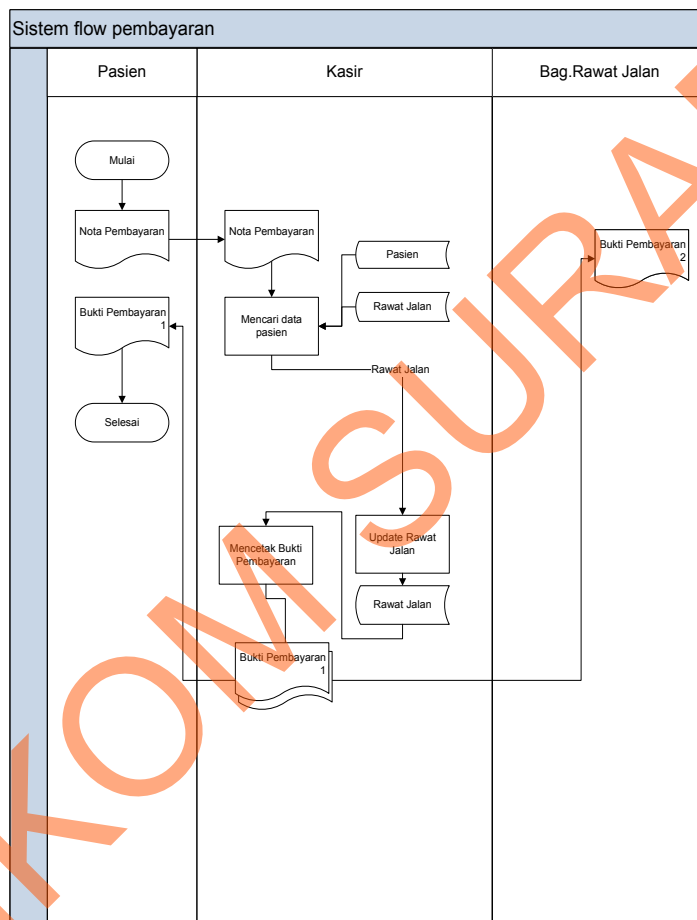 Sistem flow pembayaran
Pasien
Kasir
Bag.Rawat Jalan
Mulai
Nota Pembayaran
Nota Pembayaran
Pasien
Bukti Pembayaran
2
Bukti Pembayaran
1
Mencari data
pasien
Rawat Jalan
Rawat Jalan
Selesai
Mencetak Bukti
Pembayaran
Update Rawat
Jalan
Rawat Jalan
Bukti Pembayaran
1
KOM SURA